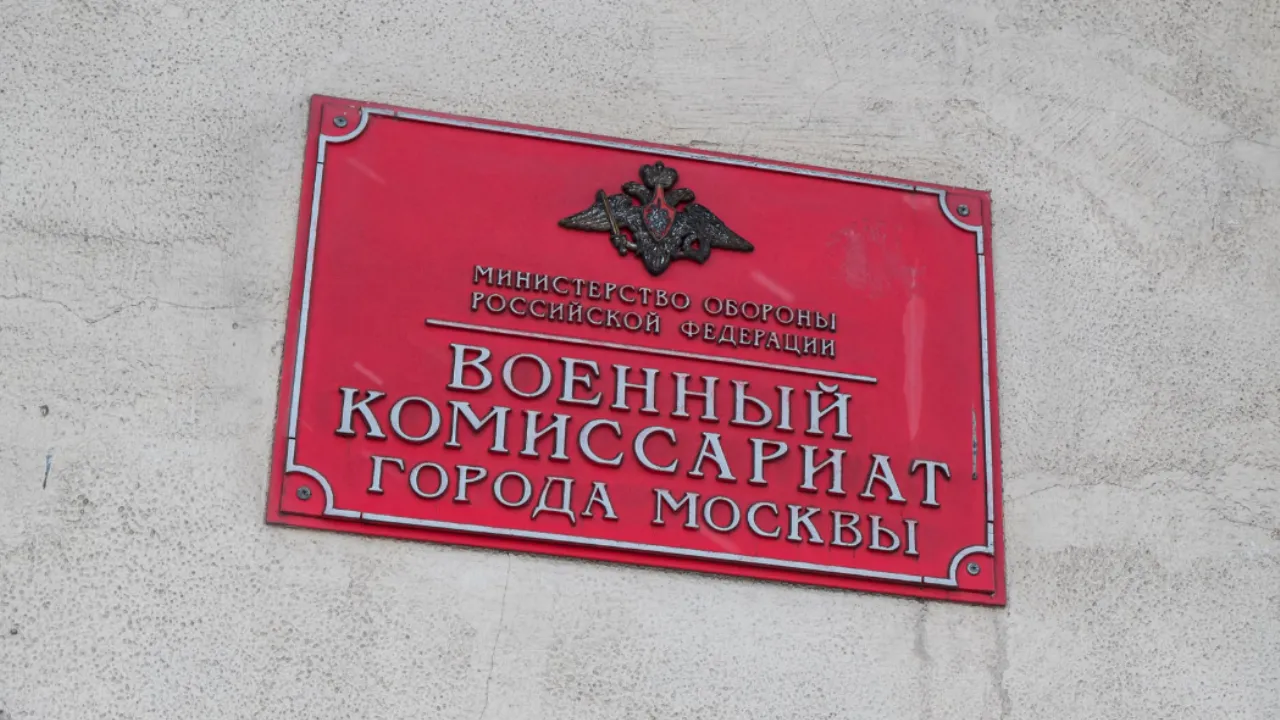 МИНИСТЕРСТВО ОБОРОНЫ
РОССИЙСКОЙ ФЕДЕРАЦИИ
ВОЕННЫЙ
КОМИССАРИАТ
ГОРОДА МОСКВЫ